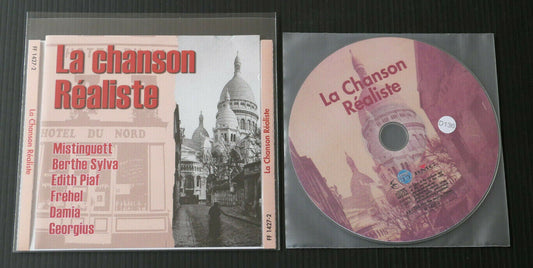 La chanson
Réaliste
HOTEL DU NORD
Mistinguett
Berthe Sylva
Edith Piaf
Frehel
Damia
Georgius
FF 1427-2
La Chanson Réaliste
La Chanson Réaliste
FF 1427-2
La Chanson
Réaliste